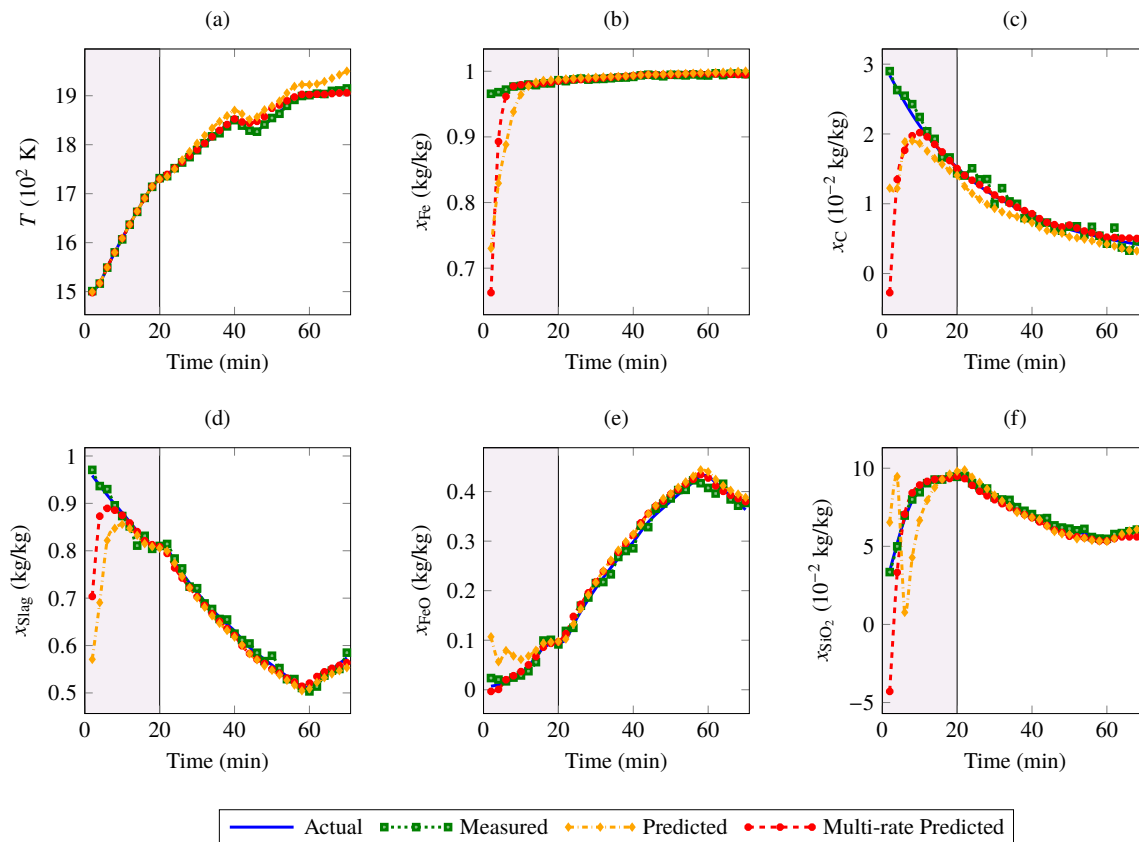 (a) (b) (c)
19
18
17
16
15
T (10² K)
0 20 40 60
Time (min)
1
0.9
0.8
0.7
x_Fe (kg/kg)
0 20 40 60
Time (min)
3
2
1
0
x_C (10⁻² kg/kg)
0 20 40 60
Time (min)
(d) (e) (f)
1
0.9
0.8
0.7
0.6
0.5
x_Slag (kg/kg)
0 20 40 60
Time (min)
0.4
0.3
0.2
0.1
0
x_FeO (kg/kg)
0 20 40 60
Time (min)
10
5
0
−5
x_SiO₂ (10⁻² kg/kg)
0 20 40 60
Time (min)
Actual Measured Predicted Multi-rate Predicted